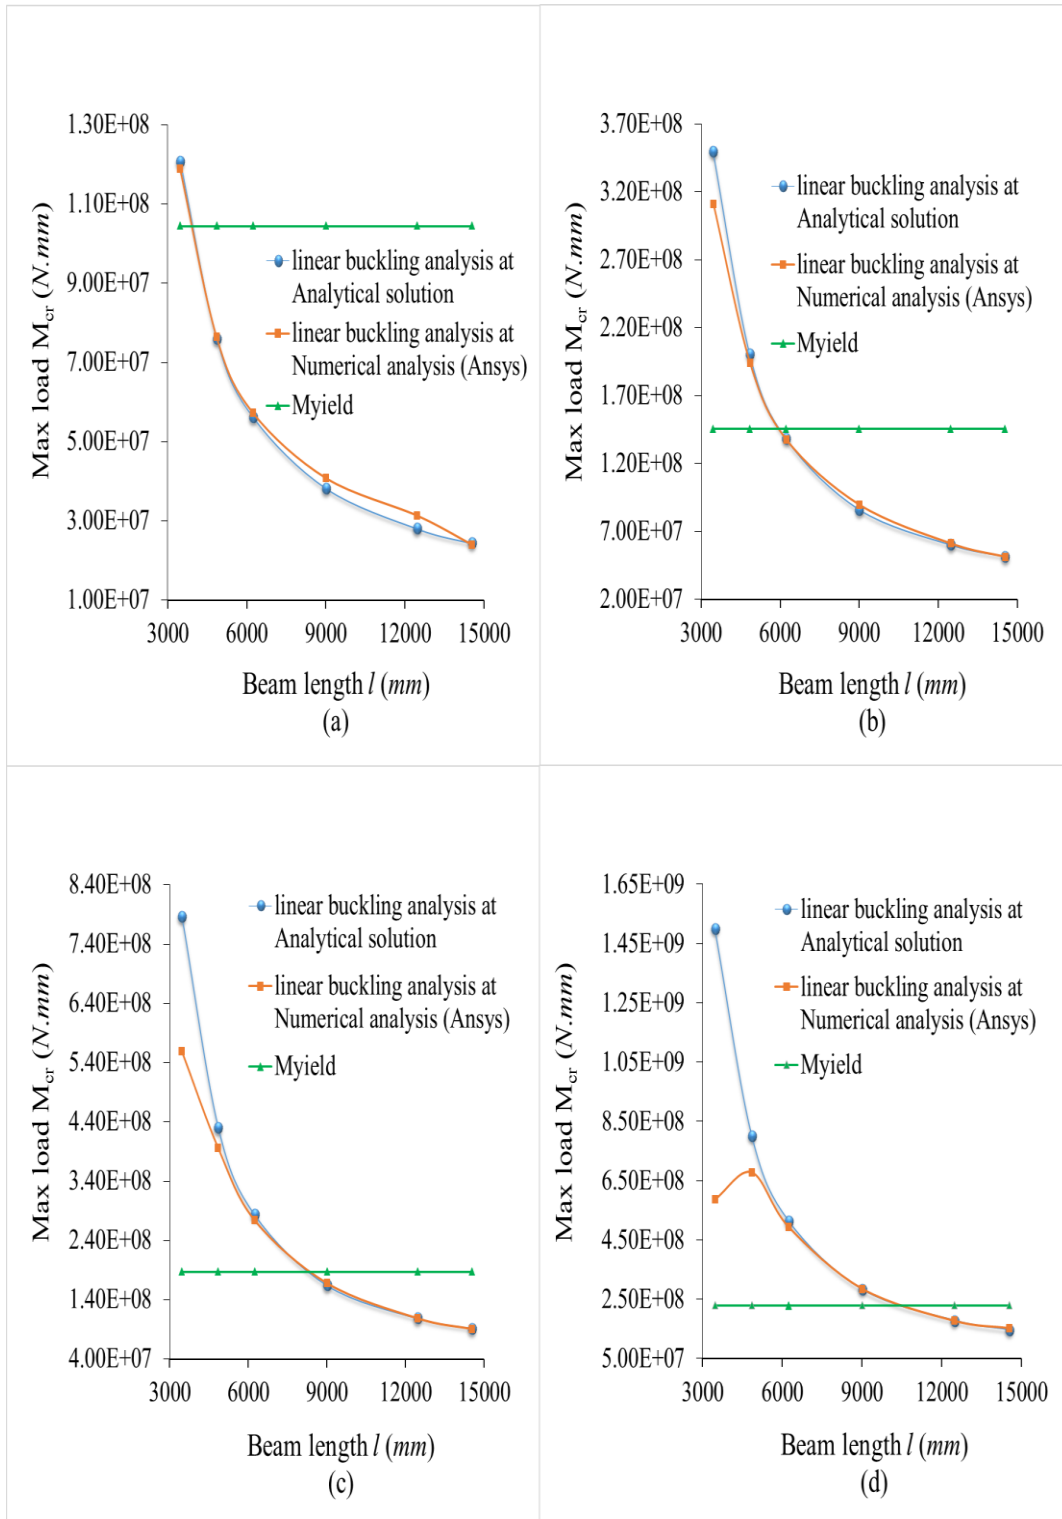 1.30E+08
1.10E+08
9.00E+07
7.00E+07
5.00E+07
3.00E+07
1.00E+07
3000 6000 9000 12000 15000
Max load Mcr (N.mm)
Beam length l (mm)
linear buckling analysis at
Analytical solution
linear buckling analysis at
Numerical analysis (Ansys)
Myield
(a)
3.70E+08
3.20E+08
2.70E+08
2.20E+08
1.70E+08
1.20E+08
7.00E+07
2.00E+07
3000 6000 9000 12000 15000
Max load Mcr (N.mm)
Beam length l (mm)
linear buckling analysis at
Analytical solution
linear buckling analysis at
Numerical analysis (Ansys)
Myield
(b)
8.40E+08
7.40E+08
6.40E+08
5.40E+08
4.40E+08
3.40E+08
2.40E+08
1.40E+08
4.00E+07
3000 6000 9000 12000 15000
Max load Mcr (N.mm)
Beam length l (mm)
linear buckling analysis at
Analytical solution
linear buckling analysis at
Numerical analysis (Ansys)
Myield
(c)
1.65E+09
1.45E+09
1.25E+09
1.05E+09
8.50E+08
6.50E+08
4.50E+08
2.50E+08
5.00E+07
3000 6000 9000 12000 15000
Max load Mcr (N.mm)
Beam length l (mm)
linear buckling analysis at
Analytical solution
linear buckling analysis at
Numerical analysis (Ansys)
Myield
(d)